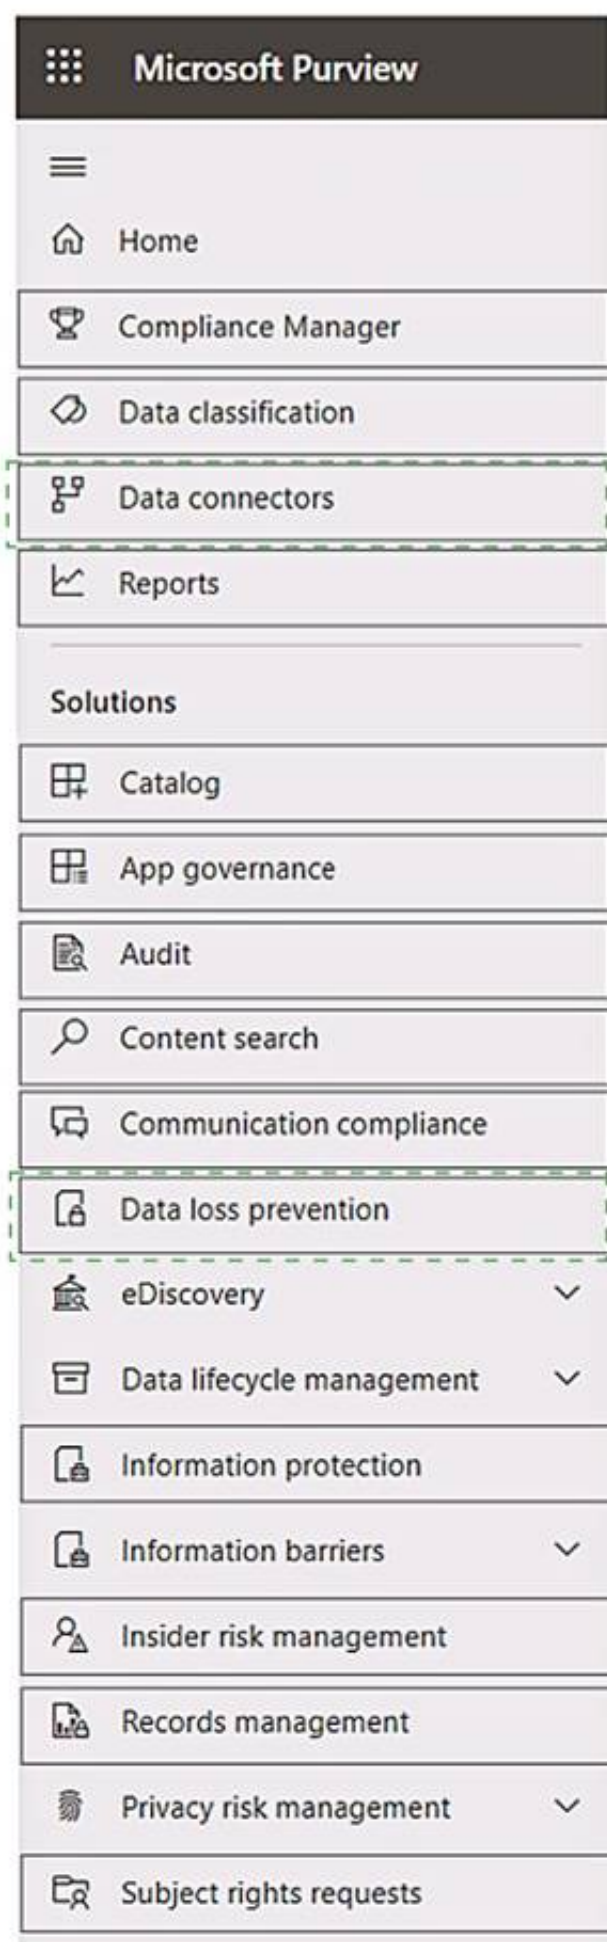 Microsoft Purview
Home
Compliance Manager
Data classification
Data connectors
Reports
Solutions
Catalog
App governance
Audit
Content search
Communication compliance
Data loss prevention
eDiscovery
Data lifecycle management
Information protection
Information barriers
Insider risk management
Records management
Privacy risk management
Subject rights requests